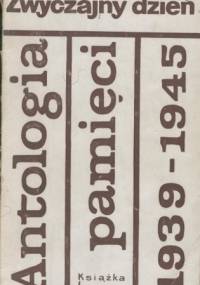 Zwyczajny dzień
Antologia
pamięci
1939-1945
Książka